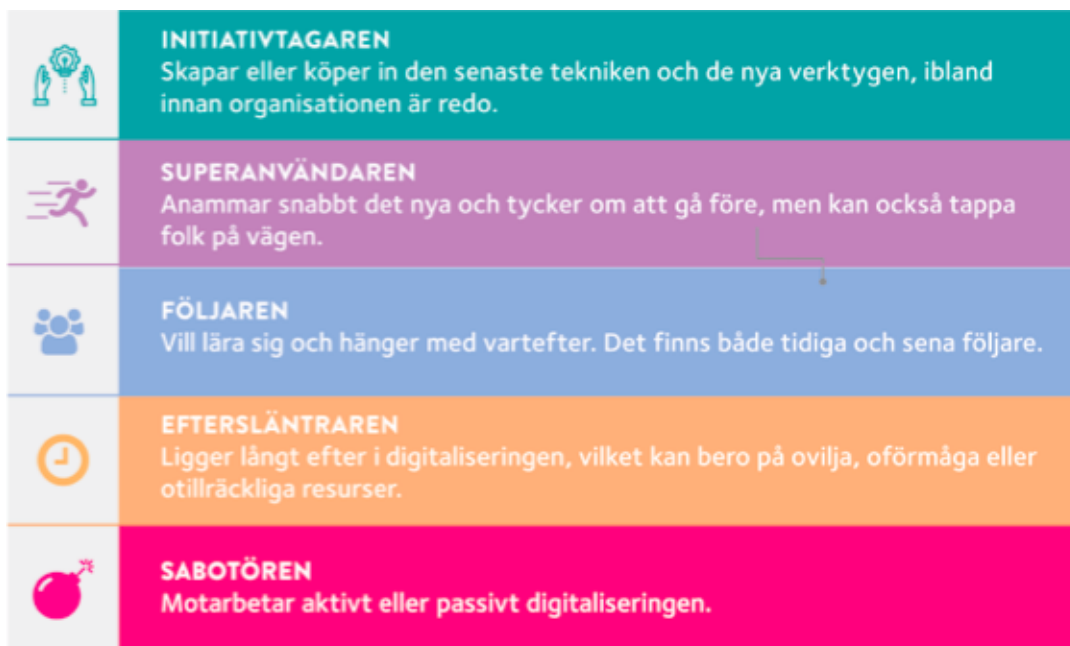 INITIATIVTAGAREN
Skapar eller köper in den senaste tekniken och de nya verktygen, ibland
innan organisationen är redo.
SUPERANVÄNDAREN
Anammar snabbt det nya och tycker om att gå före, men kan också tappa
folk på vägen.
FÖLJAREN
Vill lära sig och hänger med vartefter. Det finns både tidiga och sena följare.
EFTERSLÄNTRAREN
Ligger långt efter i digitaliseringen, vilket kan bero på ovilja, oförmåga eller
otillräckliga resurser.
SABOTÖREN
Motarbetar aktivt eller passivt digitaliseringen.